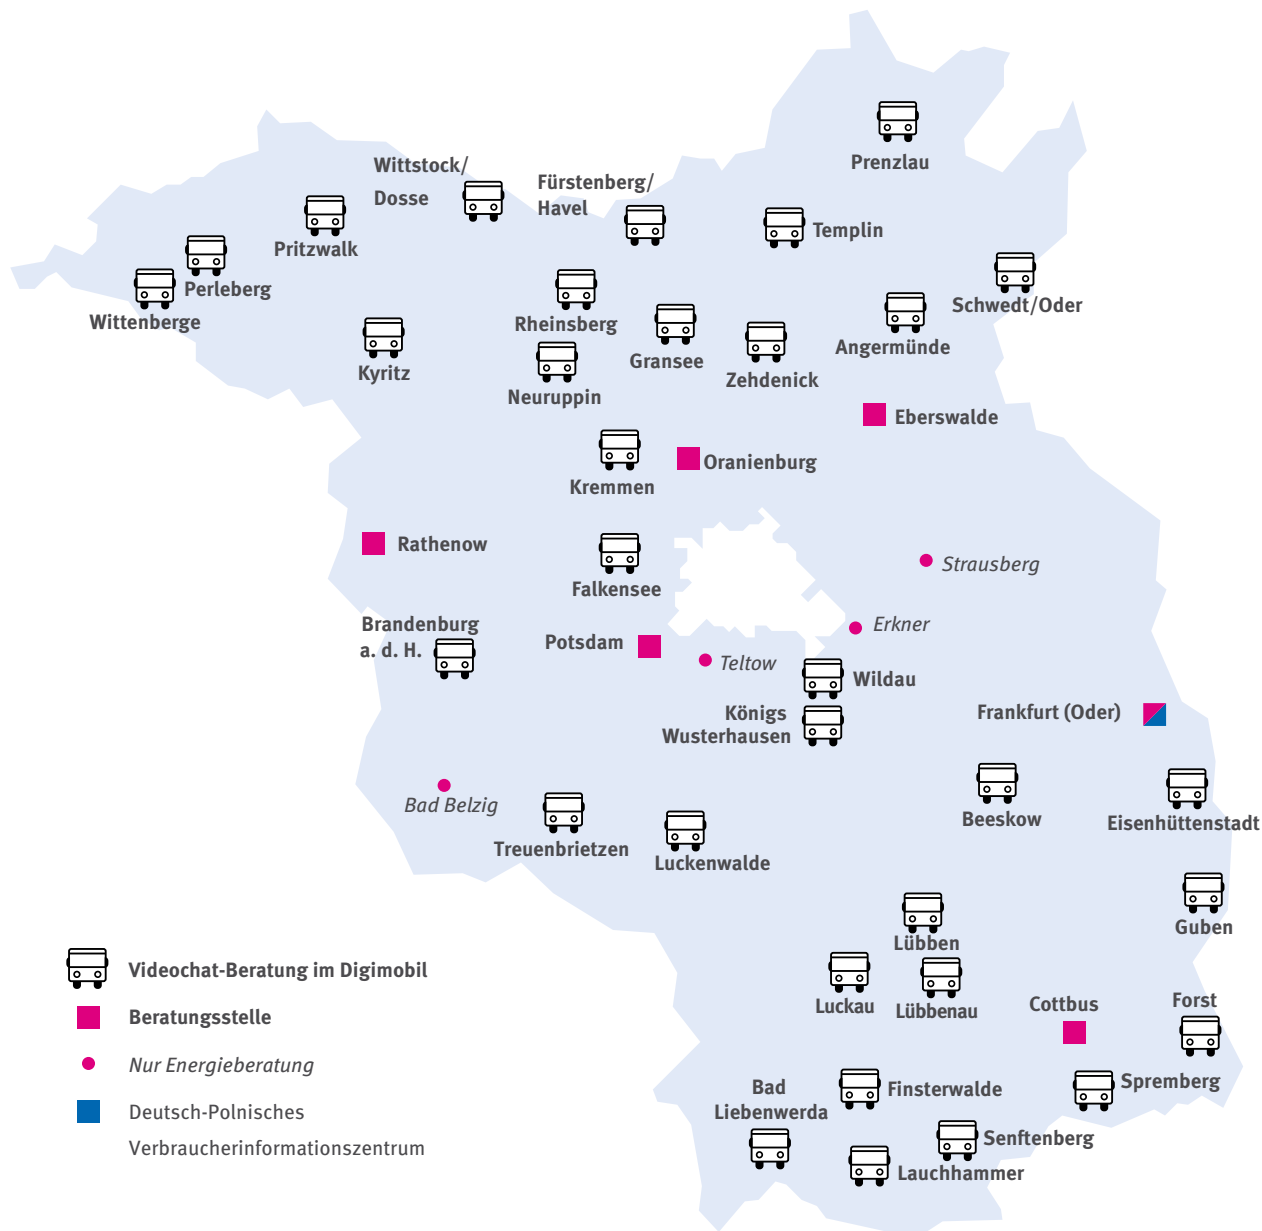 Prenzlau
Wittstock/
Dosse
Fürstenberg/
Havel
Templin
Pritzwalk
Perleberg
Wittenberge
Schwedt/Oder
Rheinsberg
Angermünde
Gransee
Kyritz
Zehdenick
Neuruppin
Eberswalde
Oranienburg
Kremmen
Rathenow
Strausberg
Falkensee
Brandenburg
a. d. H.
Erkner
Potsdam
Teltow
Wildau
Königs
Wusterhausen
Frankfurt (Oder)
Bad Belzig
Beeskow
Eisenhüttenstadt
Treuenbrietzen
Luckenwalde
Guben
Lübben
Luckau
Lübbenau
Cottbus
Forst
Spremberg
Bad
Liebenwerda
Finsterwalde
Senftenberg
Lauchhammer
Videochat-Beratung im Digimobil
Beratungsstelle
Nur Energieberatung
Deutsch-Polnisches
Verbraucherinformationszentrum